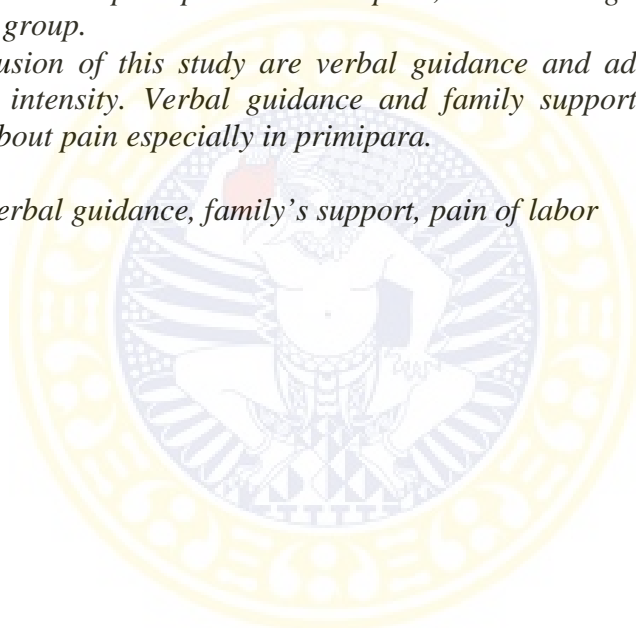 group.
usion of this study are verbal guidance and ad
intensity. Verbal guidance and family support
bout pain especially in primipara.
erbal guidance, family's support, pain of labor